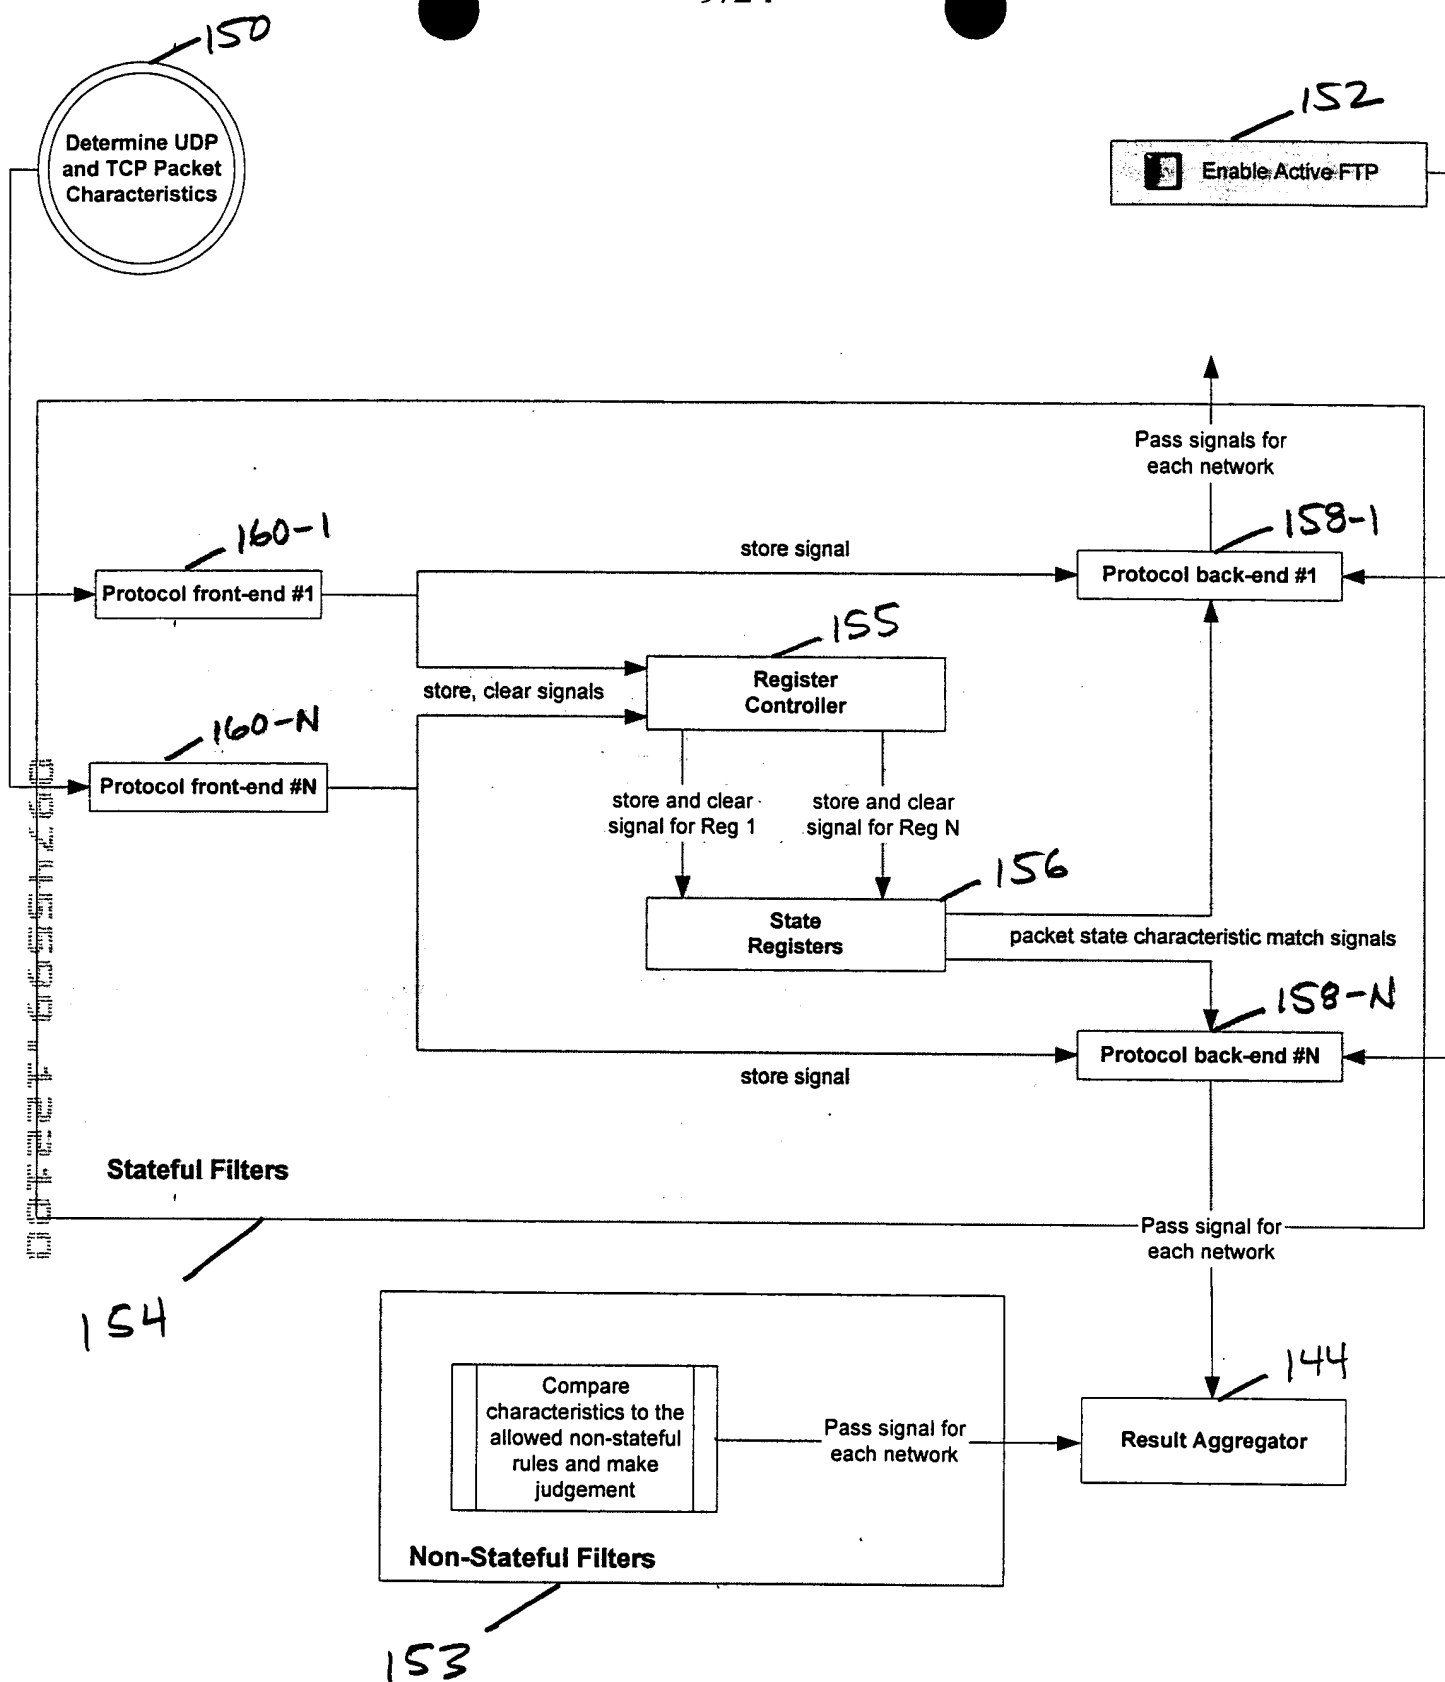 150
152
Determine UDP
and TCP Packet
Characteristics
Enable Active FTP
Pass signals for
each network
160-1
158-1
store signal
Protocol front-end #1
Protocol back-end #1
155
Register
Controller
store, clear signals
160-N
Protocol front-end #N
store and clear
signal for Reg 1
store and clear
signal for Reg N
156
State
Registers
packet state characteristic match signals
158-N
Protocol back-end #N
store signal
Stateful Filters
154
Pass signal for
each network
144
Compare
characteristics to the
allowed non-stateful
rules and make
judgement
Pass signal for
each network
Result Aggregator
Non-Stateful Filters
153